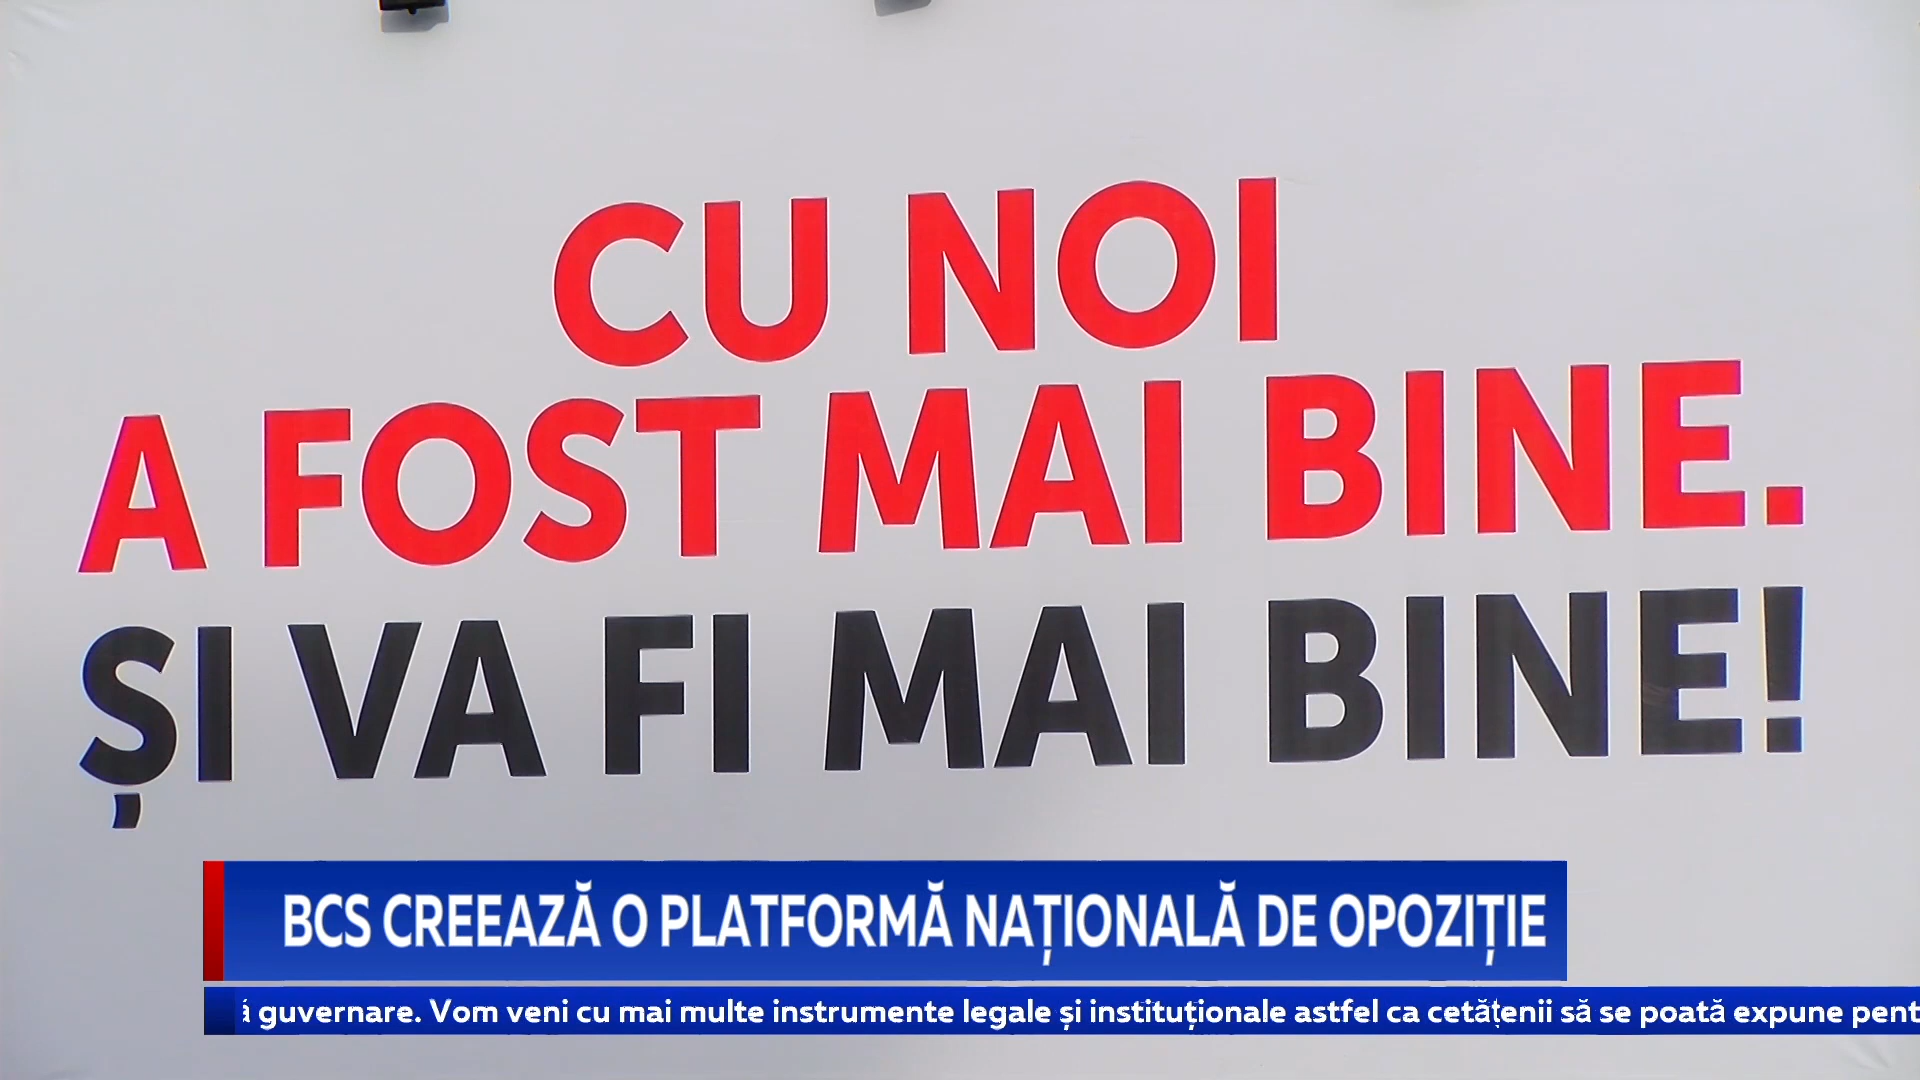 CU NOI
A FOST MAI BINE.
ȘI VA FI MAI BINE!
BCS CREEAZĂ O PLATFORMĂ NAȚIONALĂ DE OPOZIȚIE
ă guvernare. Vom veni cu mai multe instrumente legale și instituționale astfel ca cetățenii să se poată expune pent